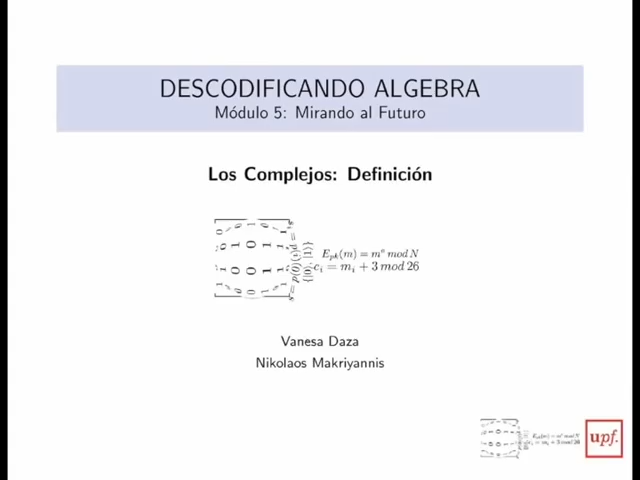 DESCODIFICANDO ALGEBRA
Módulo 5: Mirando al Futuro
Los Complejos: Definición
E_{pk}(m) = m^e mod N
c_i = m_i + 3 mod 26
Vanesa Daza
Nikolaos Makriyannis
upf.